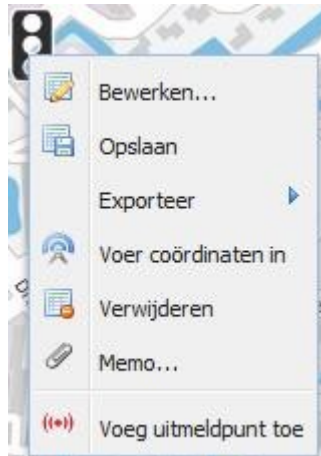 Bewerken...
Opslaan
Exporteer
Voer coördinaten in
Verwijderen
Memo...
Voeg uitmeldpunt toe